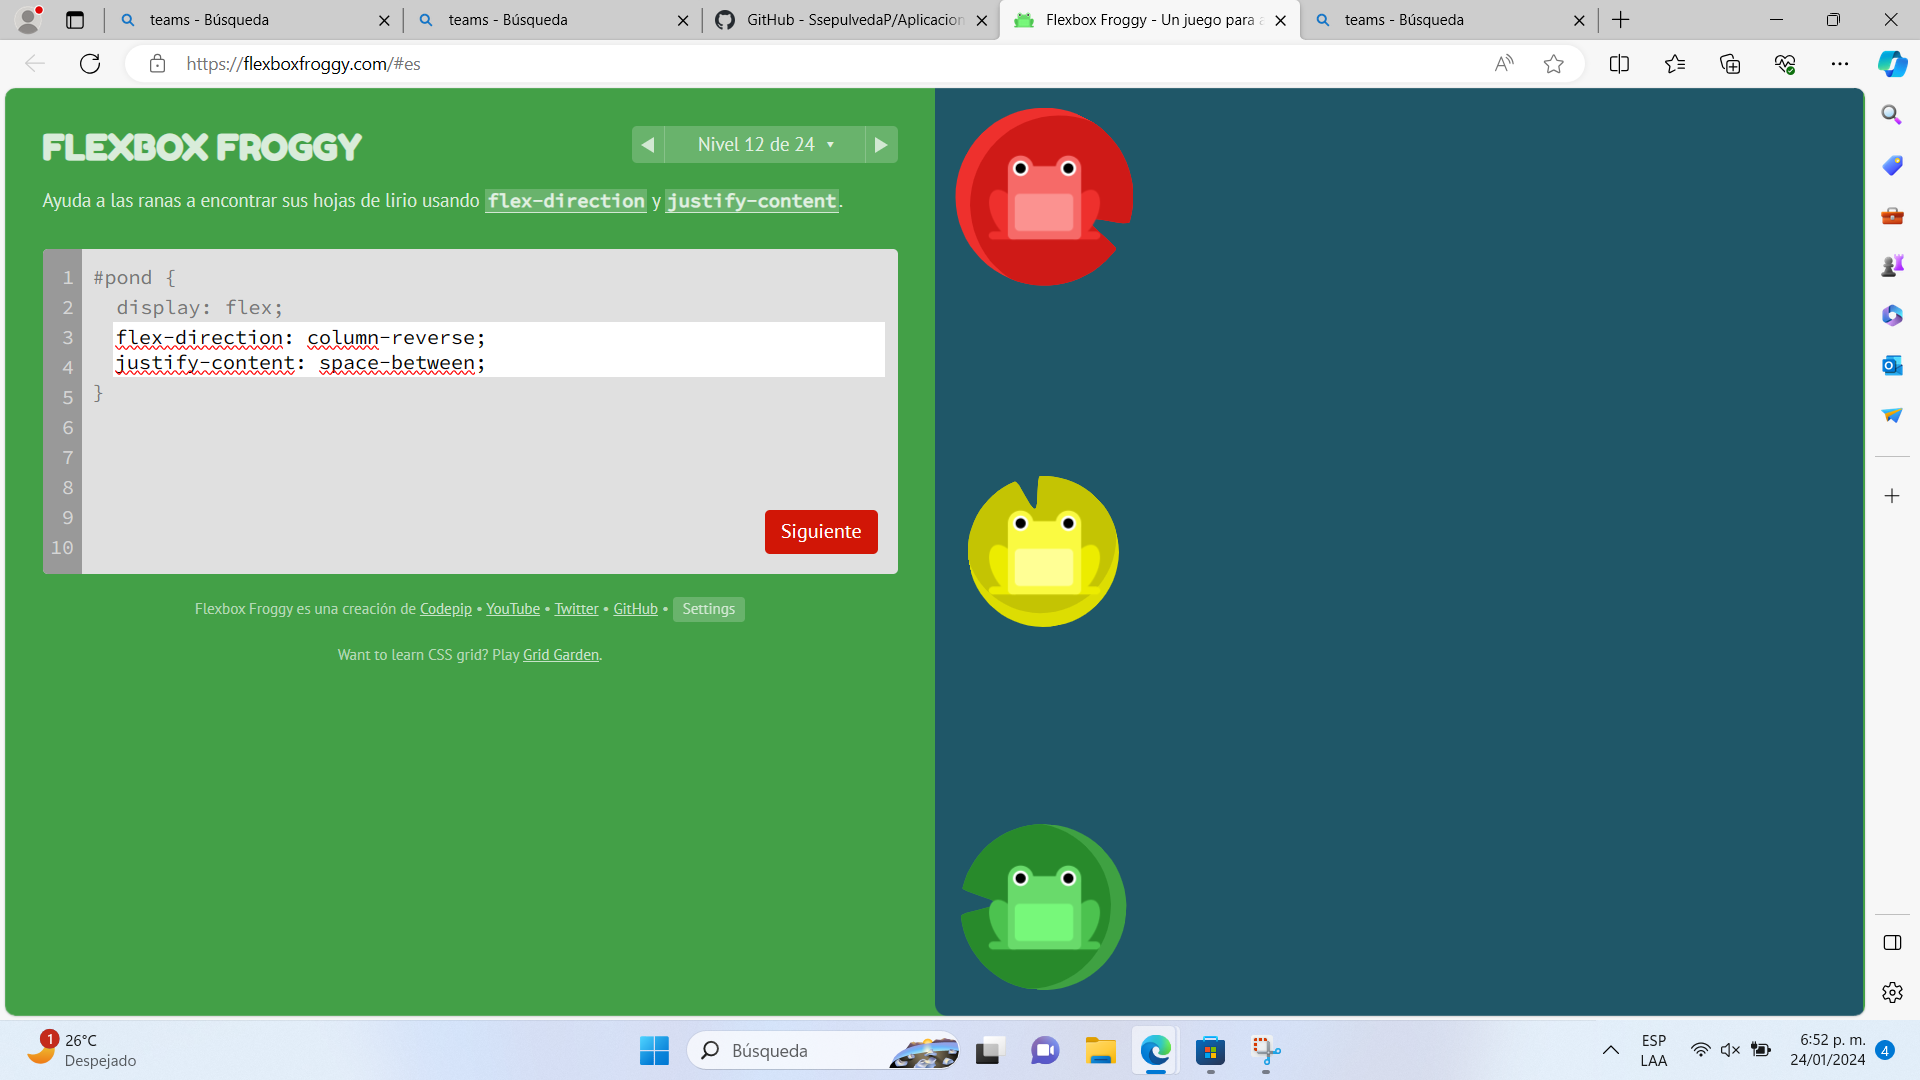 teams - Búsqueda
teams - Búsqueda
GitHub - SsepulvedaP/Aplicacion
Flexbox Froggy - Un juego para a
teams - Búsqueda
https://flexboxfroggy.com/#es
FLEXBOX FROGGY
Nivel 12 de 24
Ayuda a las ranas a encontrar sus hojas de lirio usando flex-direction y justify-content.
1 #pond {
2 display: flex;
3 flex-direction: column-reverse;
4 justify-content: space-between;
5 }
6
7
8
9
10
Siguiente
Flexbox Froggy es una creación de Codepip • YouTube • Twitter • GitHub • Settings
Want to learn CSS grid? Play Grid Garden.
1
26°C
Despejado
Búsqueda
ESP
LAA
6:52 p. m.
24/01/2024
4